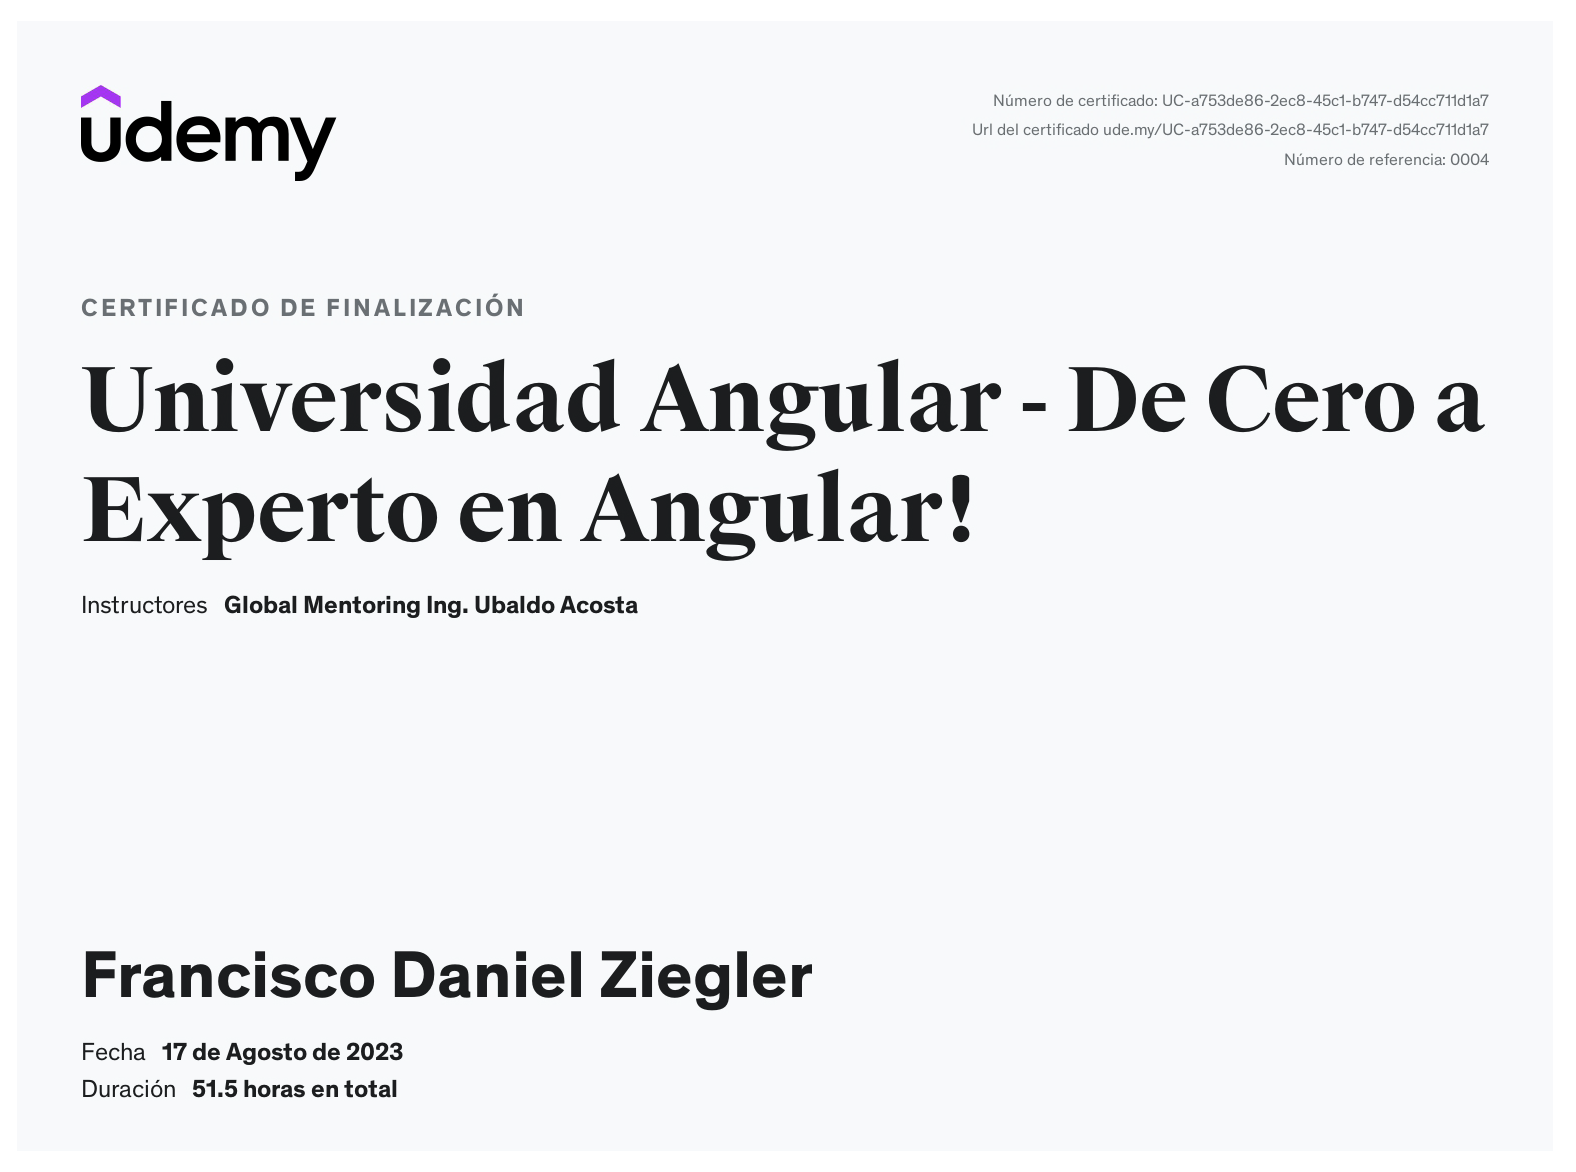 udemy
Número de certificado: UC-a753de86-2ec8-45c1-b747-d54cc711d1a7
Url del certificado ude.my/UC-a753de86-2ec8-45c1-b747-d54cc711d1a7
Número de referencia: 0004
CERTIFICADO DE FINALIZACIÓN
Universidad Angular - De Cero a
Experto en Angular!
Instructores Global Mentoring Ing. Ubaldo Acosta
Francisco Daniel Ziegler
Fecha 17 de Agosto de 2023
Duración 51.5 horas en total